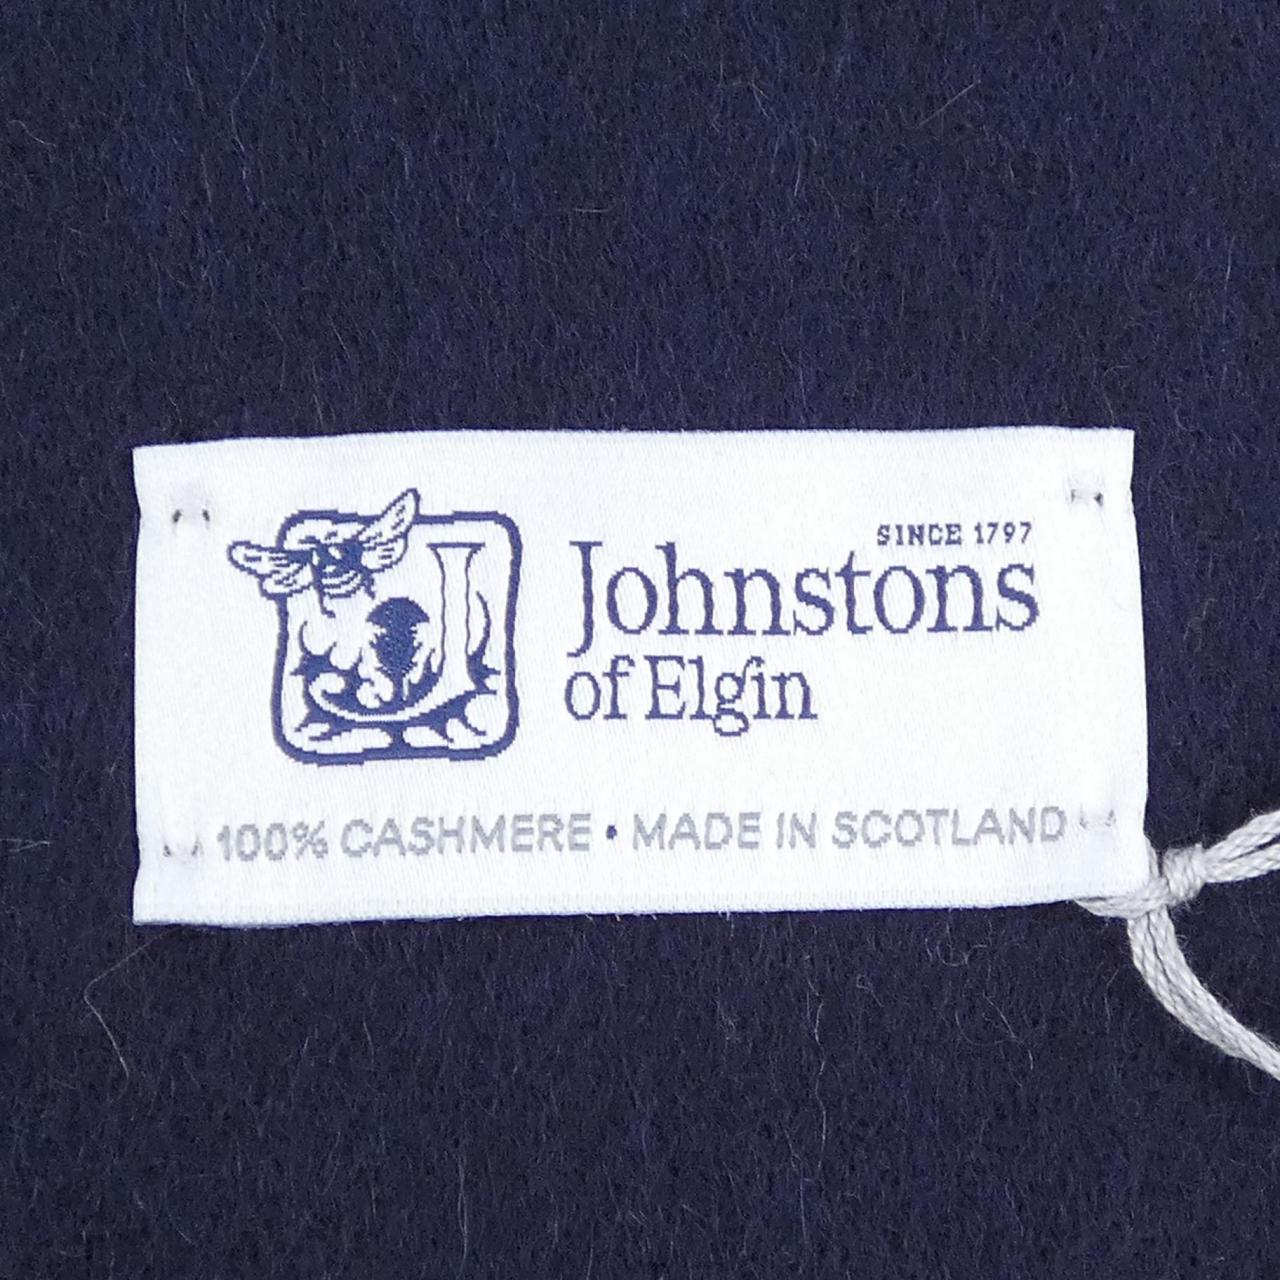 SINCE 1797
Johnstons
of Elgin
100% CASHMERE • MADE IN SCOTLAND